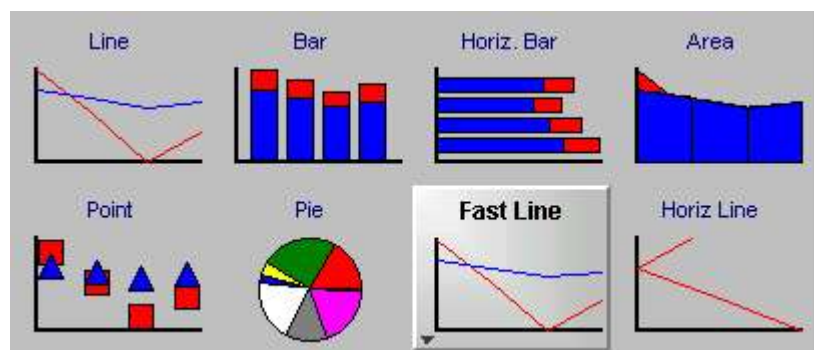 Line
Bar
Horiz. Bar
Area
Point
Pie
Fast Line
Horiz Line